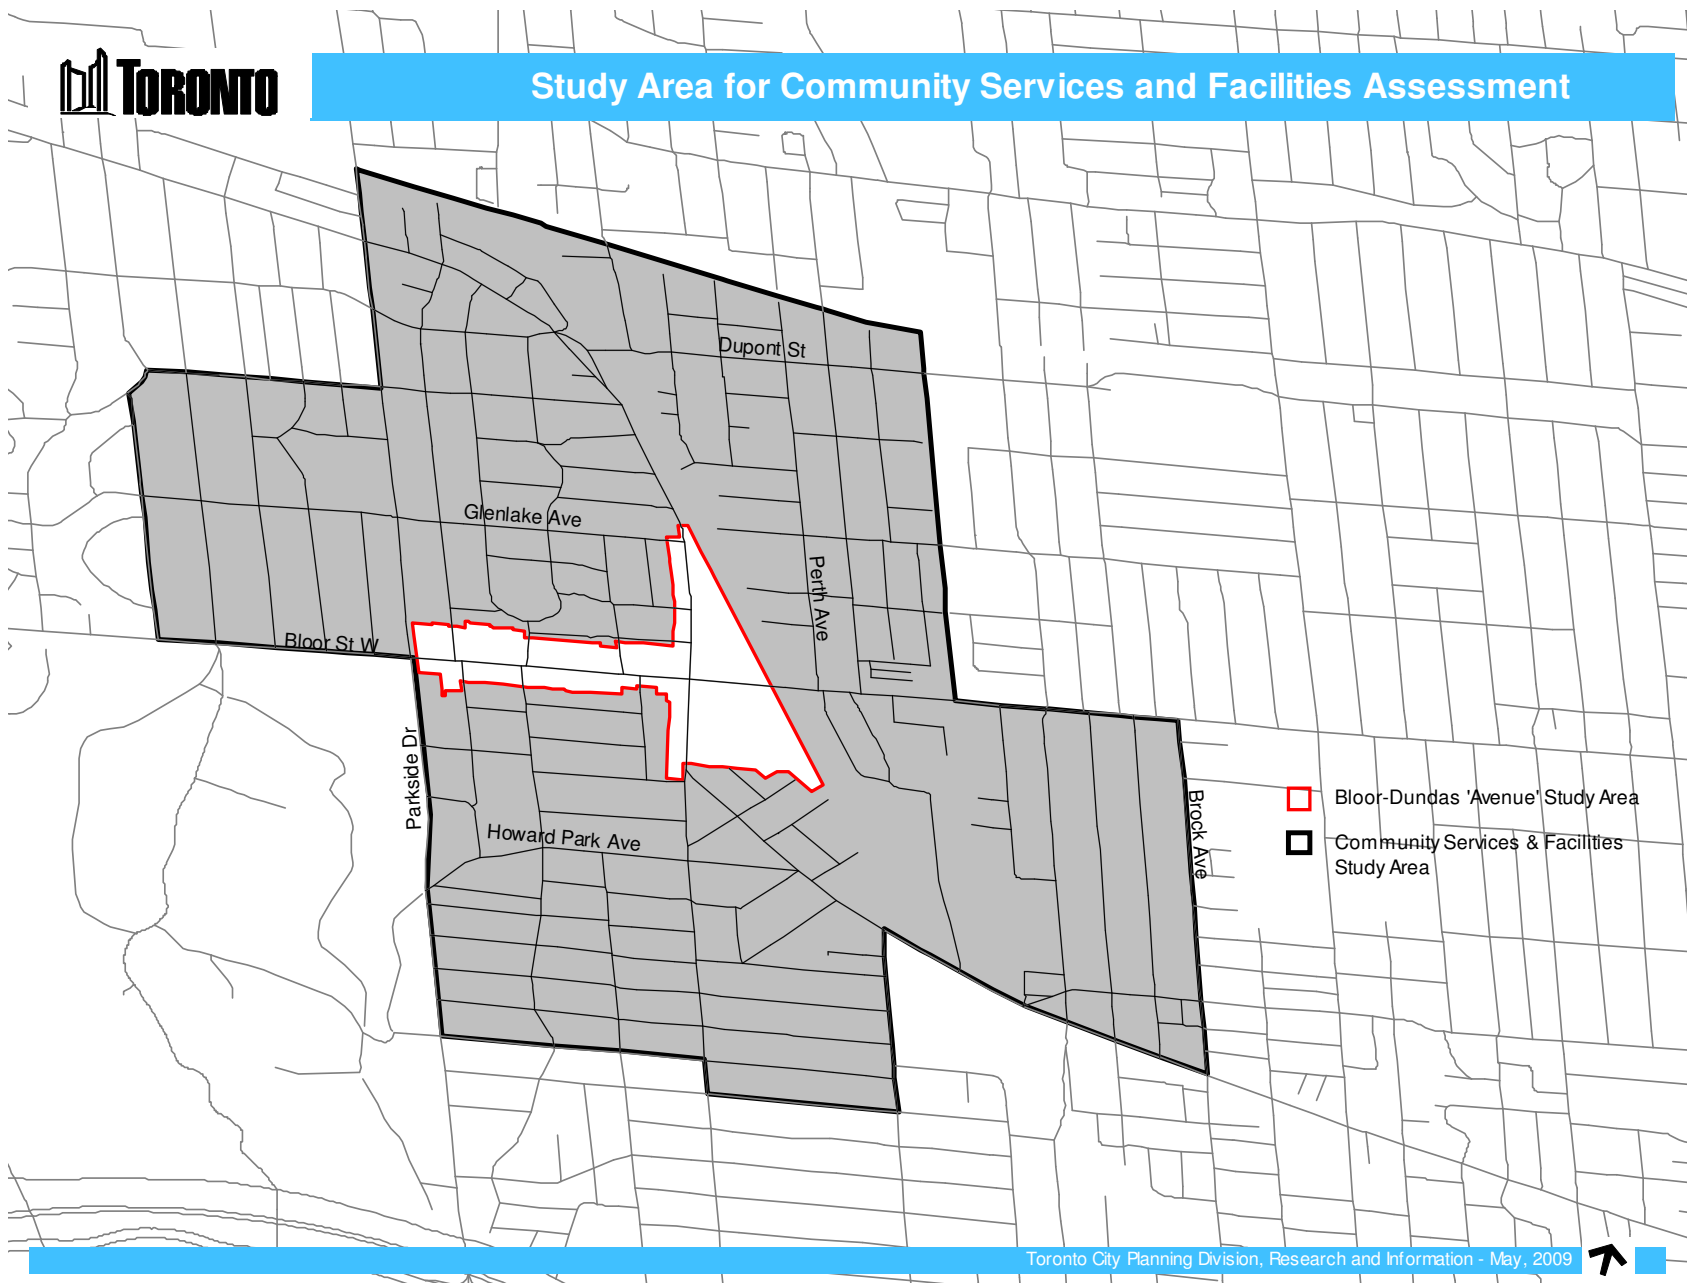 TORONTO
Study Area for Community Services and Facilities Assessment
Dupont St
Glenlake Ave
Perth Ave
Bloor St W
Parkside Dr
Howard Park Ave
Brock Ave
Bloor-Dundas 'Avenue' Study Area
Community Services & Facilities
Study Area
Toronto City Planning Division, Research and Information - May, 2009